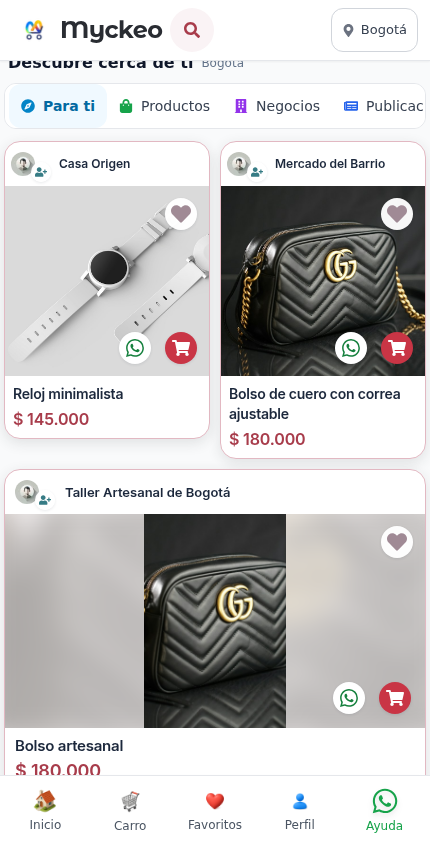 Myckeo
Bogotá
Descubre cerca de ti Bogotá
Para ti
Productos
Negocios
Publicac
Casa Origen
Mercado del Barrio
Reloj minimalista
$ 145.000
Bolso de cuero con correa
ajustable
$ 180.000
Taller Artesanal de Bogotá
Bolso artesanal
$ 180.000
Inicio
Carro
Favoritos
Perfil
Ayuda